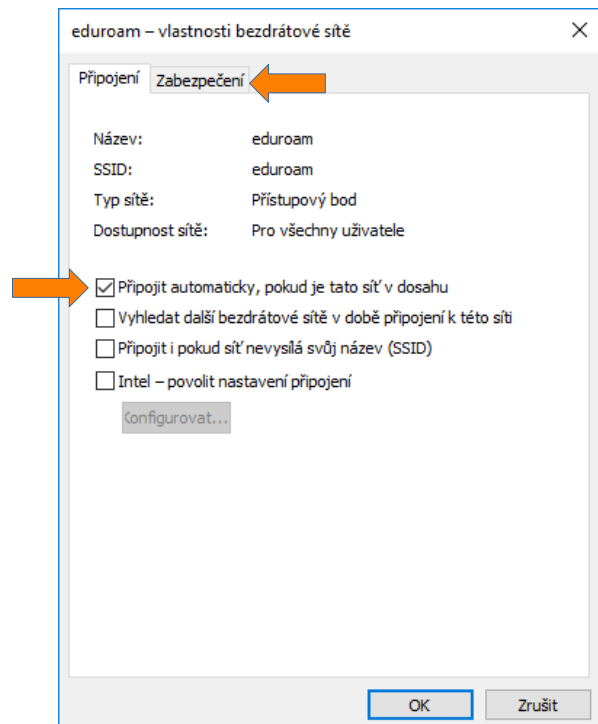 eduroam – vlastnosti bezdrátové sítě
Připojení Zabezpečení
Název: eduroam
SSID: eduroam
Typ sítě: Přístupový bod
Dostupnost sítě: Pro všechny uživatele
Připojit automaticky, pokud je tato síť v dosahu
Vyhledat další bezdrátové sítě v době připojení k této síti
Připojit i pokud síť nevysílá svůj název (SSID)
Intel – povolit nastavení připojení
Konfigurovat...
OK Zrušit